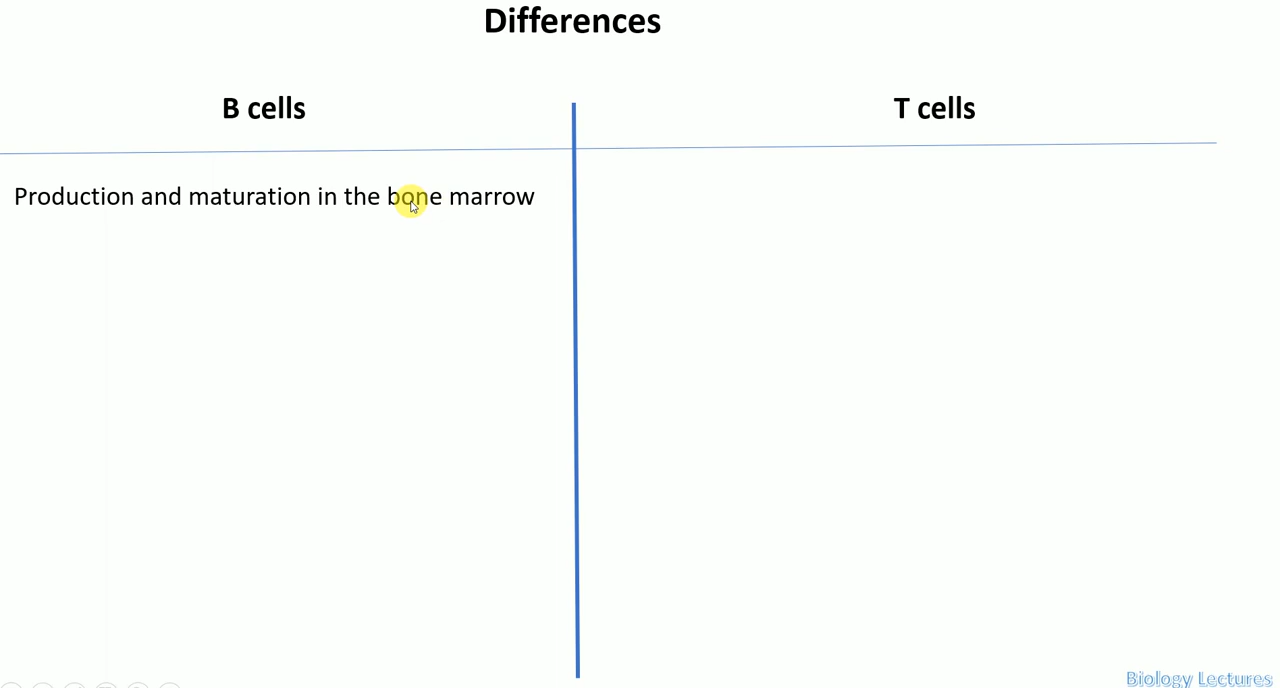 Differences
B cells
T cells
Production and maturation in the bone marrow
Biology Lectures